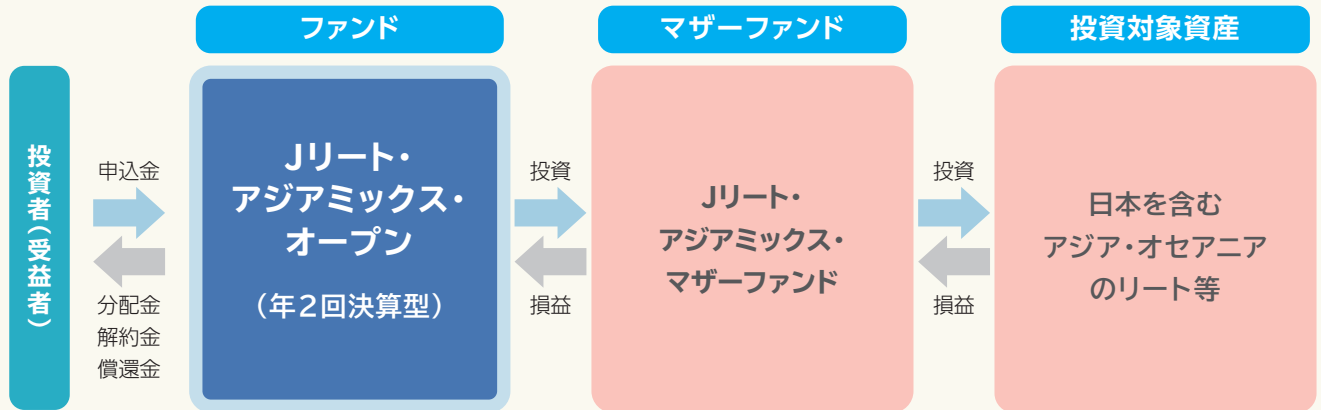 ファンド
マザーファンド
投資対象資産
投資者(受益者)
申込金
分配金
解約金
償還金
Jリート・
アジアミックス・
オープン
(年2回決算型)
投資
損益
Jリート・
アジアミックス・
マザーファンド
投資
損益
日本を含む
アジア・オセアニア
のリート等